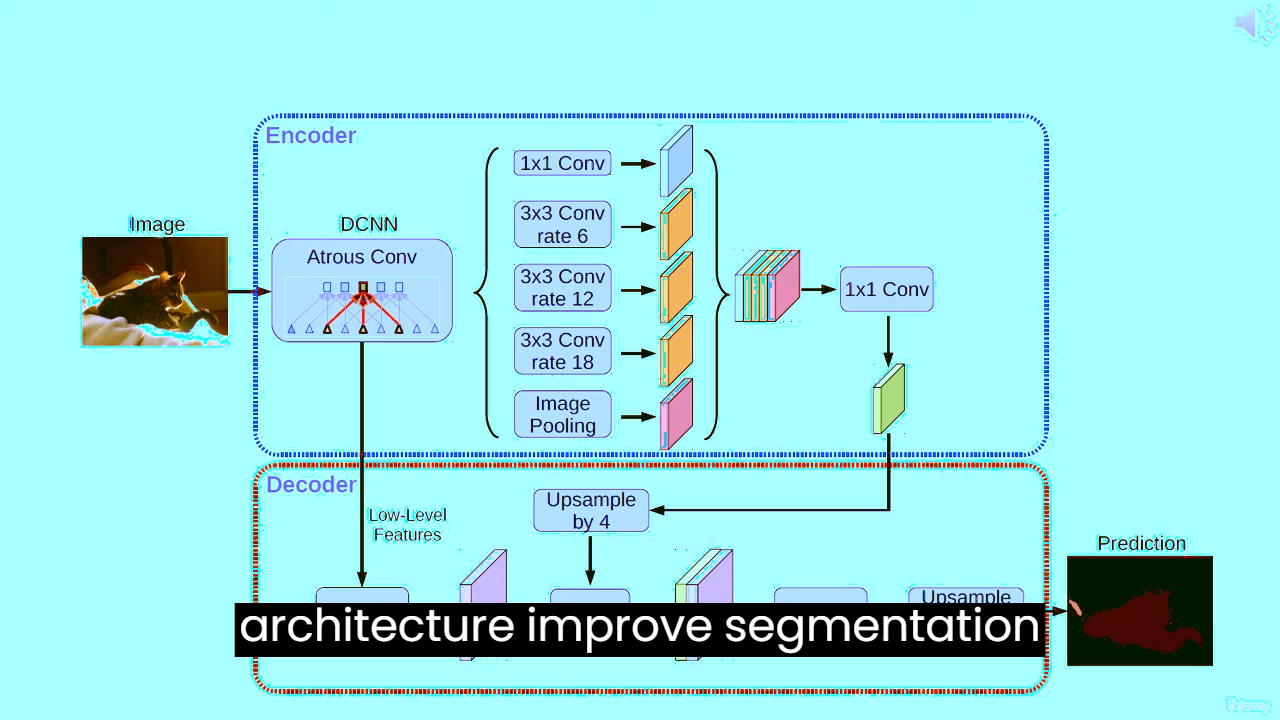 Encoder
Image
DCNN
Atrous Conv
1x1 Conv
3x3 Conv
rate 6
3x3 Conv
rate 12
3x3 Conv
rate 18
Image
Pooling
1x1 Conv
Decoder
Low-Level
Features
Upsample
by 4
Upsample
Prediction
architecture improve segmentation